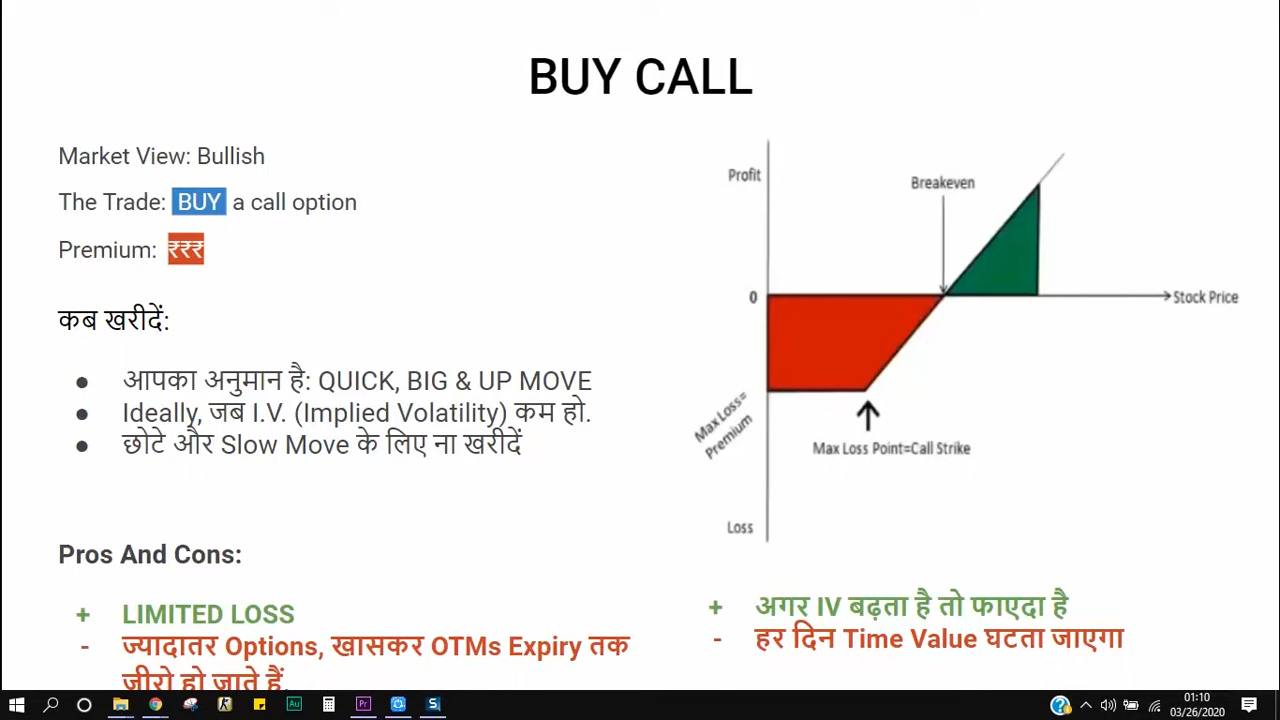 BUY CALL
Market View: Bullish
The Trade: BUY a call option
Premium: ₹₹₹
कब खरीदें:
● आपका अनुमान है: QUICK, BIG & UP MOVE
● Ideally, जब I.V. (Implied Volatility) कम हो.
● छोटे और Slow Move के लिए ना खरीदें
Profit
Breakeven
0
Stock Price
Max Loss=
Premium
Max Loss Point=Call Strike
Loss
Pros And Cons:
+ LIMITED LOSS
- ज्यादातर Options, खासकर OTMs Expiry तक
जीरो हो जाते हैं.
+ अगर IV बढ़ता है तो फाएदा है
- हर दिन Time Value घटता जाएगा
Au
Pr
S
01:10
03/26/2020